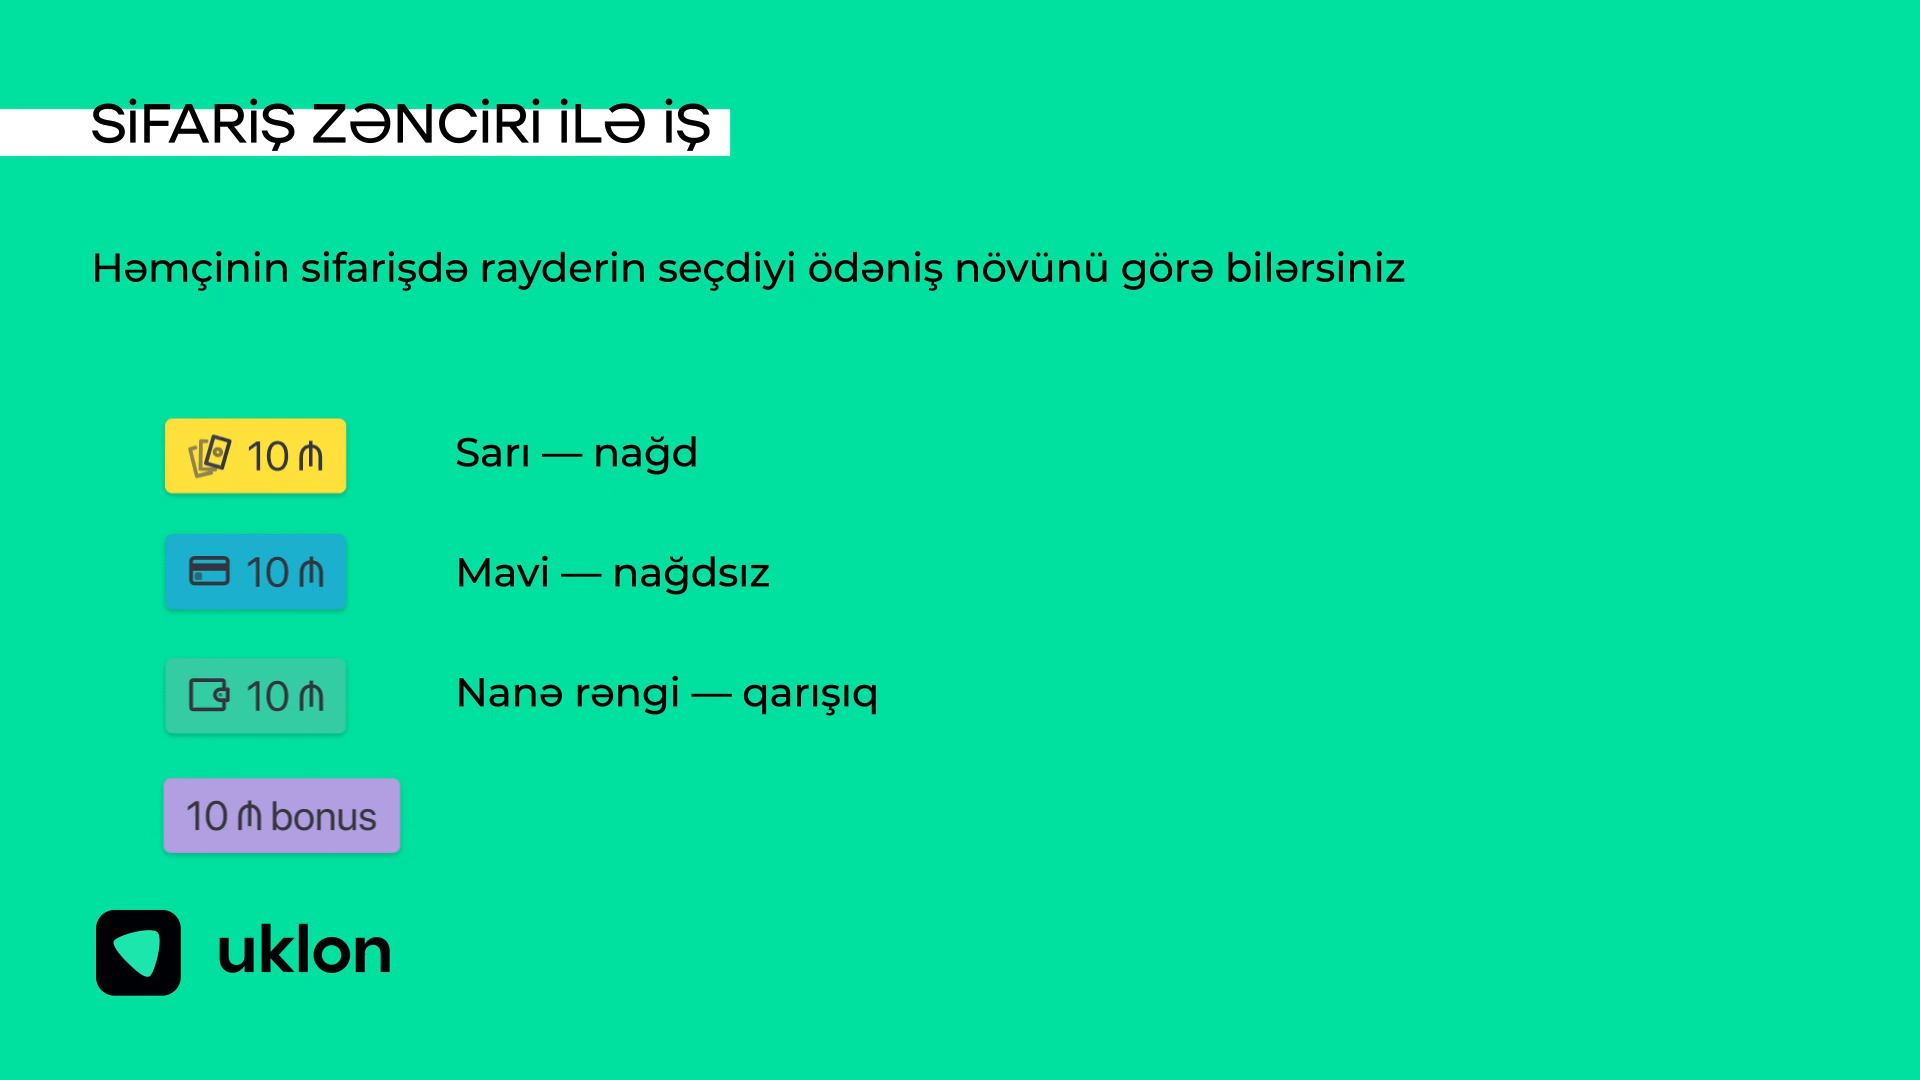 SİFARİŞ ZƏNCİRİ İLƏ İŞ
Həmçinin sifarişdə rayderin seçdiyi ödəniş növünü görə bilərsiniz
10 ₼ Sarı — nağd
10 ₼ Mavi — nağdsız
10 ₼ Nanə rəngi — qarışıq
10 ₼ bonus
uklon